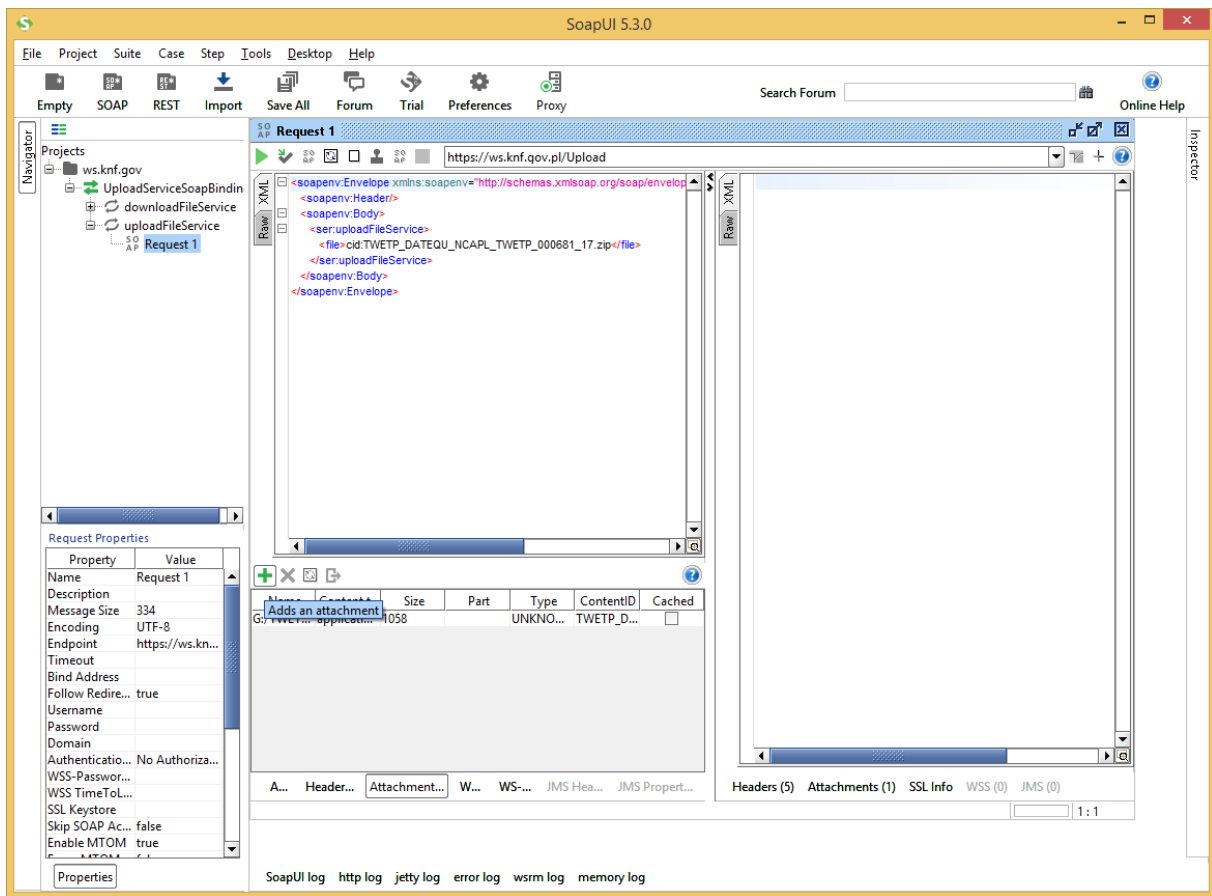 SoapUI 5.3.0
File Project Suite Case Step Tools Desktop Help
Empty SOAP REST Import Save All Forum Trial Preferences Proxy
Search Forum
Online Help
Navigator
Projects
ws.knf.gov
UploadServiceSoapBindin
downloadFileService
uploadFileService
SOAP Request 1
SOAP Request 1
https://ws.knf.gov.pl/Upload
XML
Raw
<soapenv:Envelope xmlns:soapenv="http://schemas.xmlsoap.org/soap/envelop
<soapenv:Header/>
<soapenv:Body>
<ser:uploadFileService>
<file>cid:TWETP_DATEQU_NCAPL_TWETP_000681_17.zip</file>
</ser:uploadFileService>
</soapenv:Body>
</soapenv:Envelope>
XML
Raw
Inspector
Request Properties
Property Value
Name Request 1
Description
Message Size 334
Encoding UTF-8
Endpoint https://ws.kn...
Timeout
Bind Address
Follow Redire... true
Username
Password
Domain
Authenticatio... No Authoriza...
WSS-Passwor...
WSS TimeToL...
SSL Keystore
Skip SOAP Ac... false
Enable MTOM true
Properties
Size Part Type ContentID Cached
Adds an attachment
1058 UNKNO... TWETP_D...
A... Header... Attachment... W... WS-... JMS Hea... JMS Propert...
Headers (5) Attachments (1) SSL Info WSS (0) JMS (0)
1 : 1
SoapUI log http log jetty log error log wsrm log memory log